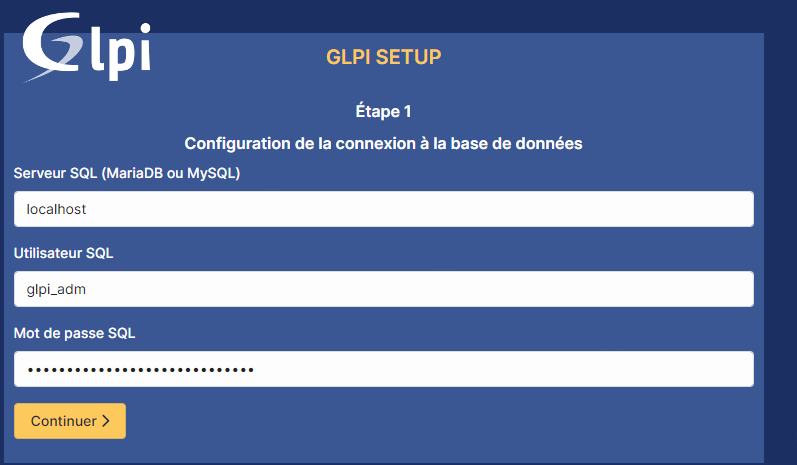 Glpi
GLPI SETUP
Étape 1
Configuration de la connexion à la base de données
Serveur SQL (MariaDB ou MySQL)
localhost
Utilisateur SQL
glpi_adm
Mot de passe SQL
•••••••••••••••••••••••••••••
Continuer >